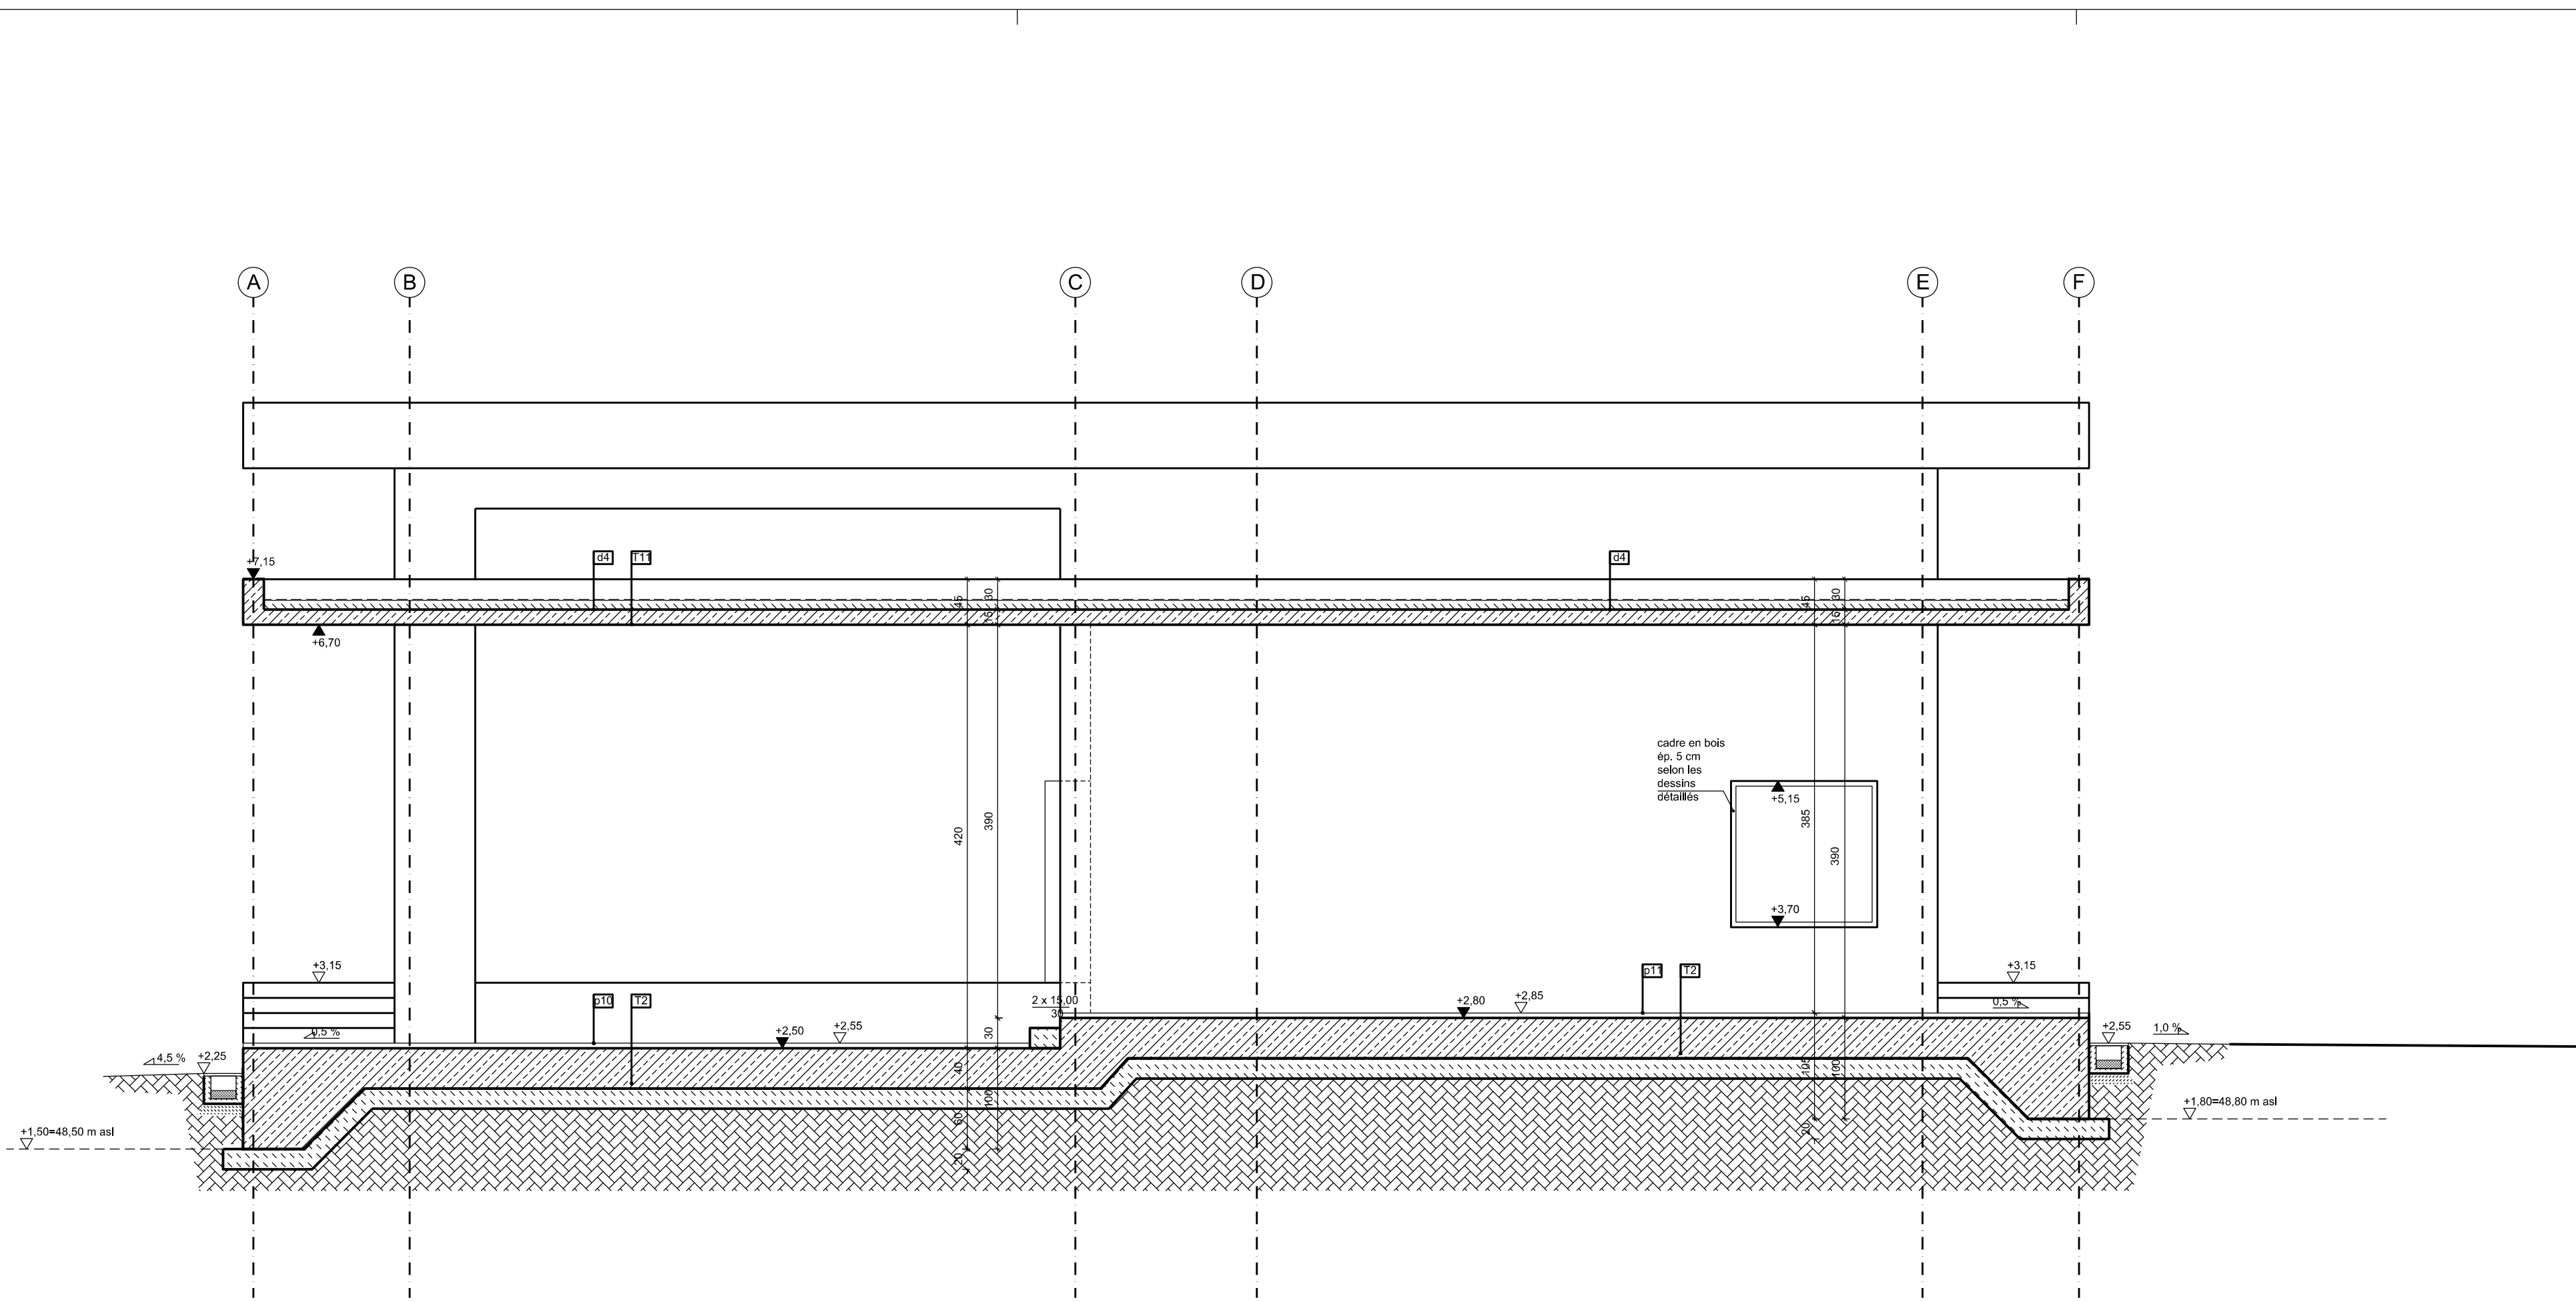 A B C D E F
+7,15
d4 T11 d4
45 30 45 30
15 15
+6,70
cadre en bois
ép. 5 cm
selon les
dessins
détaillés
+5,15
420 390 385 390
+3,70
+3,15 +3,15
p10 T2 p11 T2
2 x 15,00
30
+2,80 +2,85
0,5 % 0,5 %
+2,50 +2,55 30
4,5 % +2,25
+2,55 1,0 %
40 105 100
60 100
+1,80=48,80 m asl
+1,50=48,50 m asl
20 20